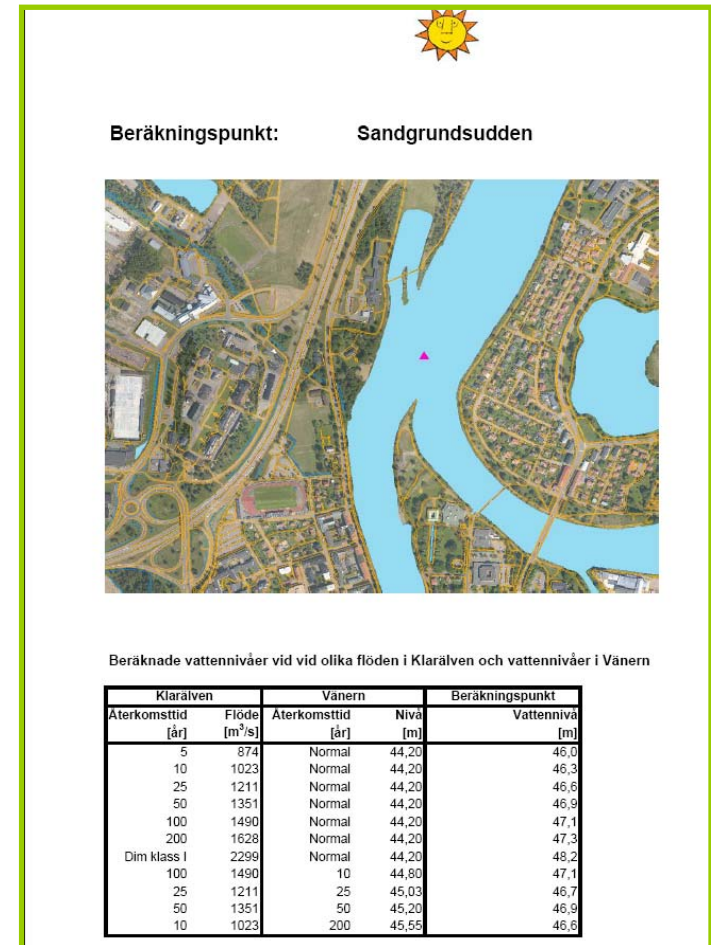 Beräkningspunkt: Sandgrundsudden
Beräknade vattennivåer vid vid olika flöden i Klarälven och vattennivåer i Vänern
Klarälven Vänern Beräkningspunkt
Återkomsttid Flöde Återkomsttid Nivå Vattennivå
[år] [m³/s] [år] [m] [m]
5 874 Normal 44,20 46,0
10 1023 Normal 44,20 46,3
25 1211 Normal 44,20 46,6
50 1351 Normal 44,20 46,9
100 1490 Normal 44,20 47,1
200 1628 Normal 44,20 47,3
Dim klass I 2299 Normal 44,20 48,2
100 1490 10 44,80 47,1
25 1211 25 45,03 46,7
50 1351 50 45,20 46,9
10 1023 200 45,55 46,6